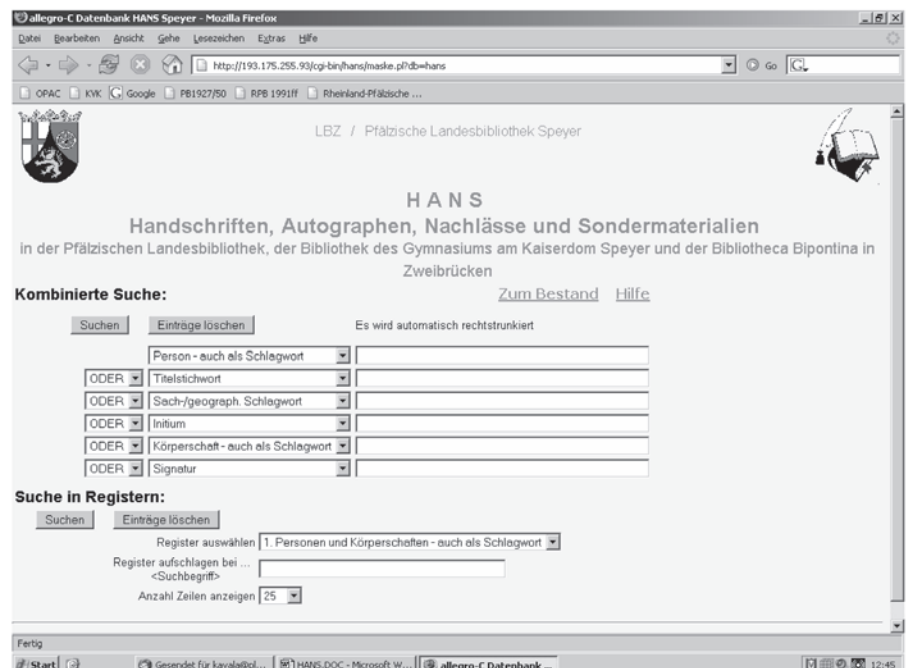 allegro-C Datenbank HANS Speyer - Mozilla Firefox
Datei Bearbeiten Ansicht Gehe Lesezeichen Extras Hilfe
http://193.175.255.93/cgi-bin/hans/maske.pl?db=hans Go G
OPAC KVK G Google PB1927/50 RPB 1991ff Rheinland-Pfälzische ...
LBZ / Pfälzische Landesbibliothek Speyer
H A N S
Handschriften, Autographen, Nachlässe und Sondermaterialien
in der Pfälzischen Landesbibliothek, der Bibliothek des Gymnasiums am Kaiserdom Speyer und der Bibliotheca Bipontina in
Zweibrücken
Kombinierte Suche: Zum Bestand Hilfe
Suchen Einträge löschen Es wird automatisch rechtstrunkiert
Person - auch als Schlagwort
ODER Titelstichwort
ODER Sach-/geograph. Schlagwort
ODER Initium
ODER Körperschaft - auch als Schlagwort
ODER Signatur
Suche in Registern:
Suchen Einträge löschen
Register auswählen 1. Personen und Körperschaften - auch als Schlagwort
Register aufschlagen bei ...
<Suchbegriff>
Anzahl Zeilen anzeigen 25
Fertig
Start Gesendet für kavala@pl... HANS.DOC - Microsoft W... allegro-C Datenbank ... 12:45